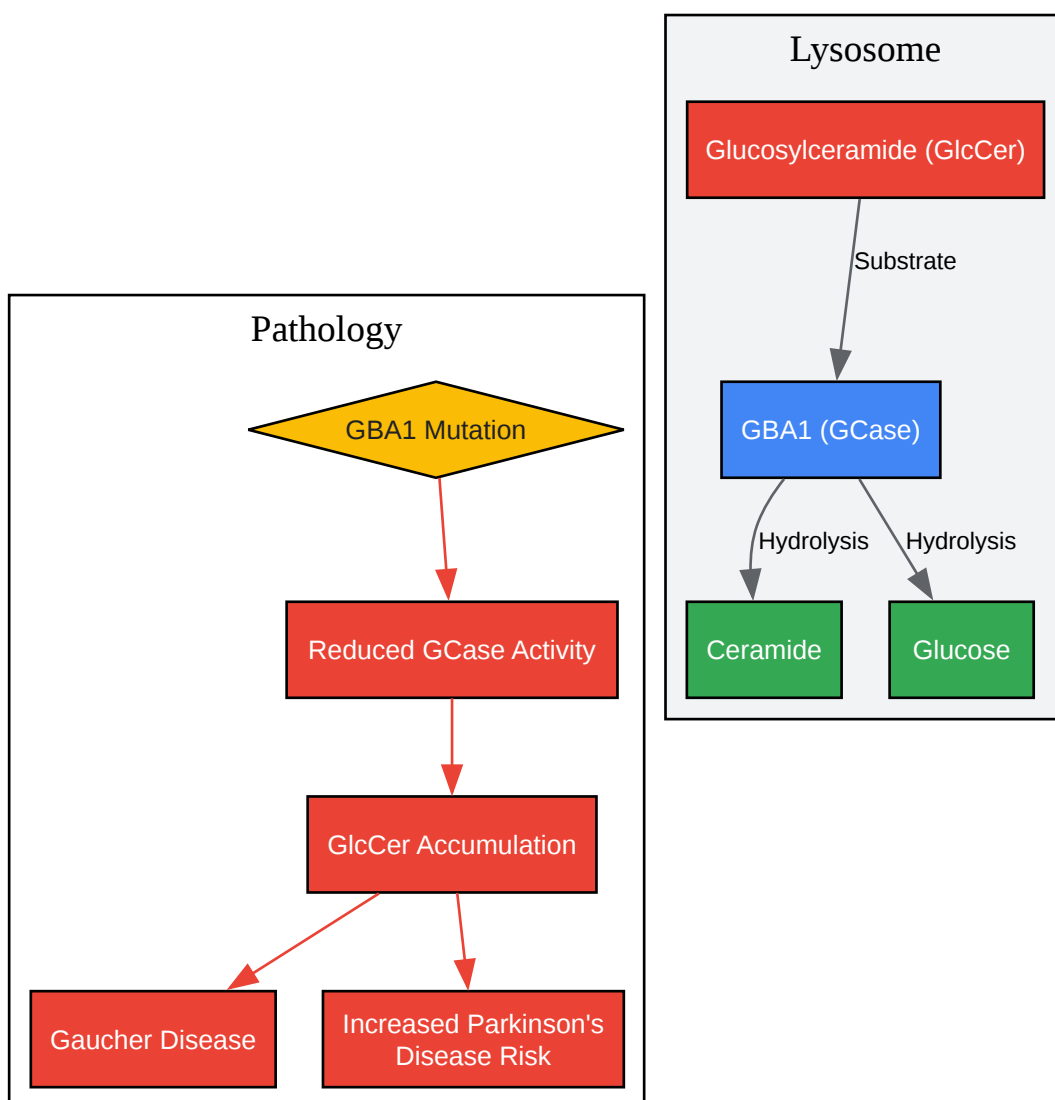 Lysosome
Glucosylceramide (GlcCer)
Substrate
GBA1 (GCase)
Hydrolysis
Hydrolysis
Ceramide
Glucose
Pathology
GBA1 Mutation
Reduced GCase Activity
GlcCer Accumulation
Gaucher Disease
Increased Parkinson's
Disease Risk